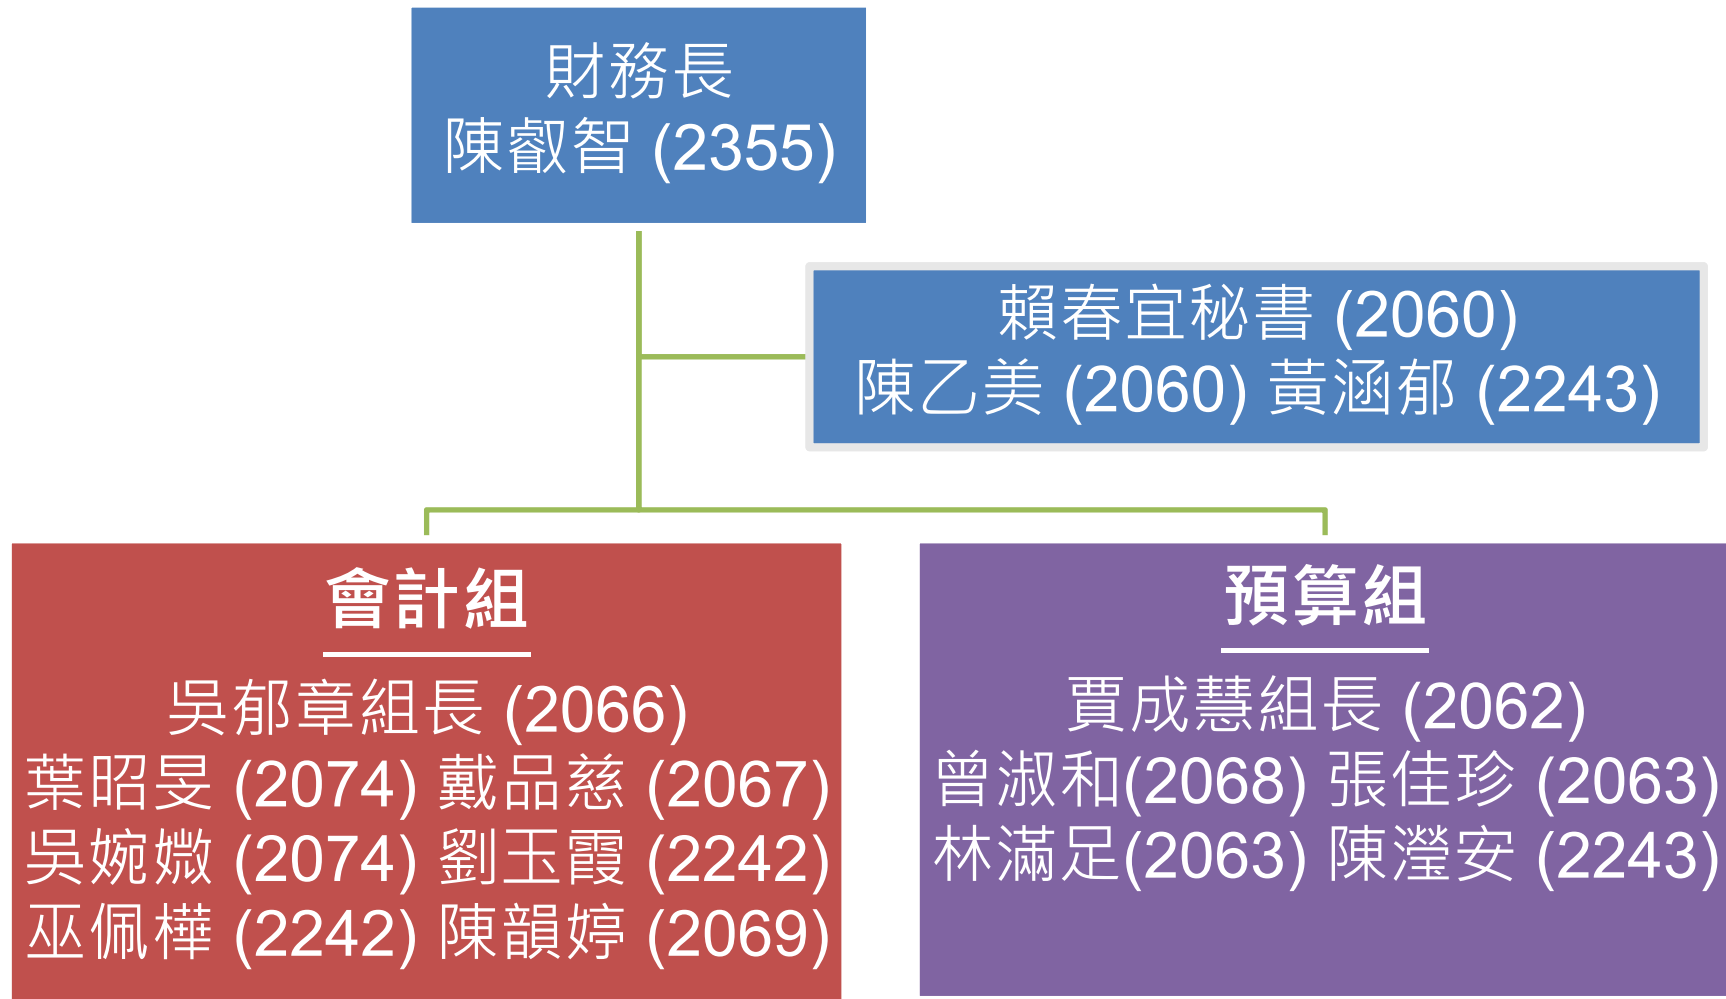 財務長
陳叡智 (2355)
賴春宜秘書 (2060)
陳乙美 (2060) 黃涵郁 (2243)
會計組
吳郁章組長 (2066)
葉昭旻 (2074) 戴品慈 (2067)
吳婉媺 (2074) 劉玉霞 (2242)
巫佩樺 (2242) 陳韻婷 (2069)
預算組
賈成慧組長 (2062)
曾淑和(2068) 張佳珍 (2063)
林滿足(2063) 陳瀅安 (2243)